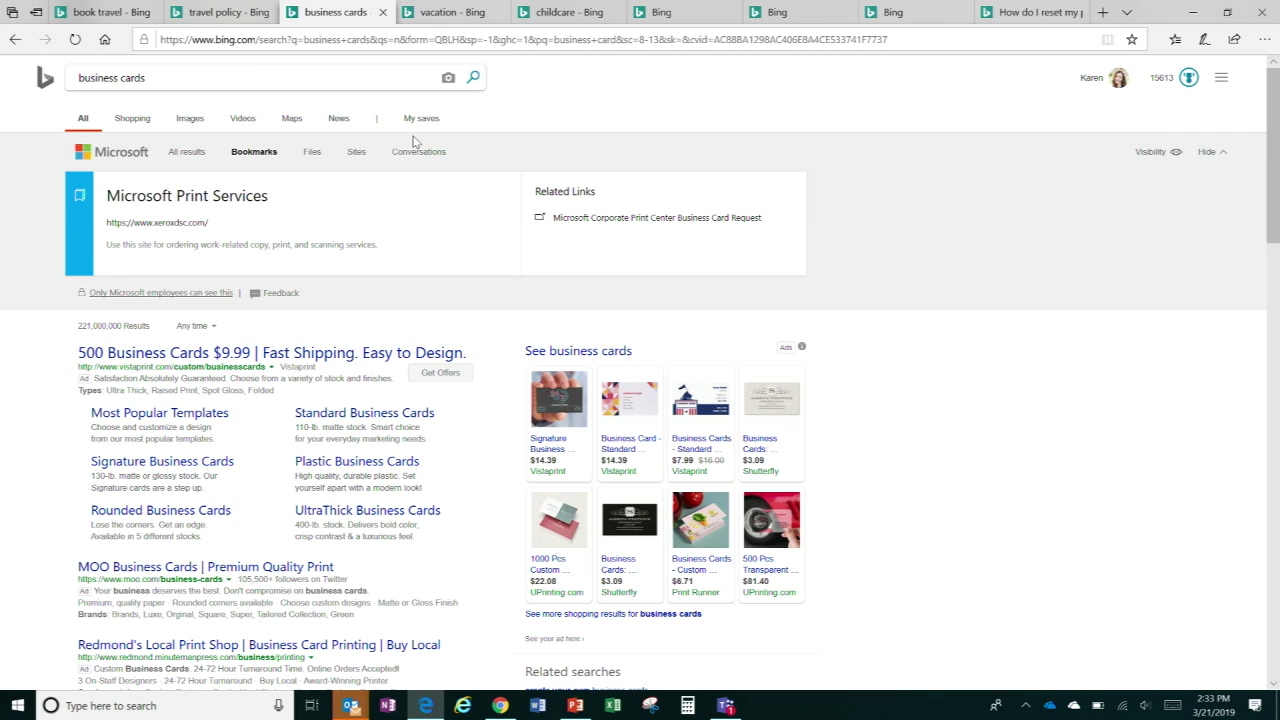 book travel - Bing
travel policy - Bing
business cards -
vacation - Bing
childcare - Bing
Bing
Bing
Bing
How do I reset my p
https://www.bing.com/search?q=business+cards&qs=n&form=QBLH&sp=-1&ghc=1&pq=business+card&sc=8-13&sk=&cvid=AC88BA1298AC406E8A4CE533741F7737
business cards
Karen
15613
All
Shopping
Images
Videos
Maps
News
|
My saves
Microsoft
All results
Bookmarks
Files
Sites
Conversations
Visibility
Hide
Microsoft Print Services
https://www.xeroxdsc.com/
Use this site for ordering work-related copy, print, and scanning services.
Related Links
Microsoft Corporate Print Center Business Card Request
Only Microsoft employees can see this | Feedback
221,000,000 Results
Any time
500 Business Cards $9.99 | Fast Shipping. Easy to Design.
http://www.vistaprint.com/custom/businesscards Vistaprint
Ad Satisfaction Absolutely Guaranteed. Choose from a variety of stock and finishes.
Types: Ultra Thick, Raised Print, Spot Gloss, Folded
Get Offers
Most Popular Templates
Choose and customize a design
from our most popular templates.
Standard Business Cards
110-lb. matte stock. Smart choice
for your everyday marketing needs.
Signature Business Cards
130-lb. matte or glossy stock. Our
Signature cards are a step up.
Plastic Business Cards
High quality, durable plastic. Set
yourself apart with a modern look!
Rounded Business Cards
Lose the corners. Get an edge.
Available in 5 different stocks.
UltraThick Business Cards
400-lb. stock. Delivers bold color,
crisp contrast & a luxurious feel.
MOO Business Cards | Premium Quality Print
https://www.moo.com/business-cards 105,500+ followers on Twitter
Ad Your business deserves the best. Don't compromise on business cards.
Premium, quality paper · Rounded corners available · Choose custom designs · Matte or Gloss Finish
Brands: Brands, Luxe, Orginal, Square, Super, Tailored Collection, Green
Redmond's Local Print Shop | Business Card Printing | Buy Local
http://www.redmond.minutemanpress.com/business/printing
Ad Custom Business Cards. 24-72 Hour Turnaround Time. Online Orders Accepted!
3 On-Staff Designers · 24-72 Hour Turnaround · Buy Local · Award-Winning Printer
See business cards
Ads
Signature
Business ...
$14.39
Vistaprint
Business Card -
Standard ...
$14.39
Vistaprint
Business Cards
- Standard ...
$7.99 $16.00
Vistaprint
Business
Cards: ...
$3.09
Shutterfly
1000 Pcs
Custom ...
$22.08
UPrinting.com
Business
Cards: ...
$3.09
Shutterfly
Business Cards
- Custom ...
$6.71
Print Runner
500 Pcs
Transparent ...
$81.40
UPrinting.com
See more shopping results for business cards
See your ad here ›
Related searches
create your own business cards
Type here to search
2:33 PM
3/21/2019